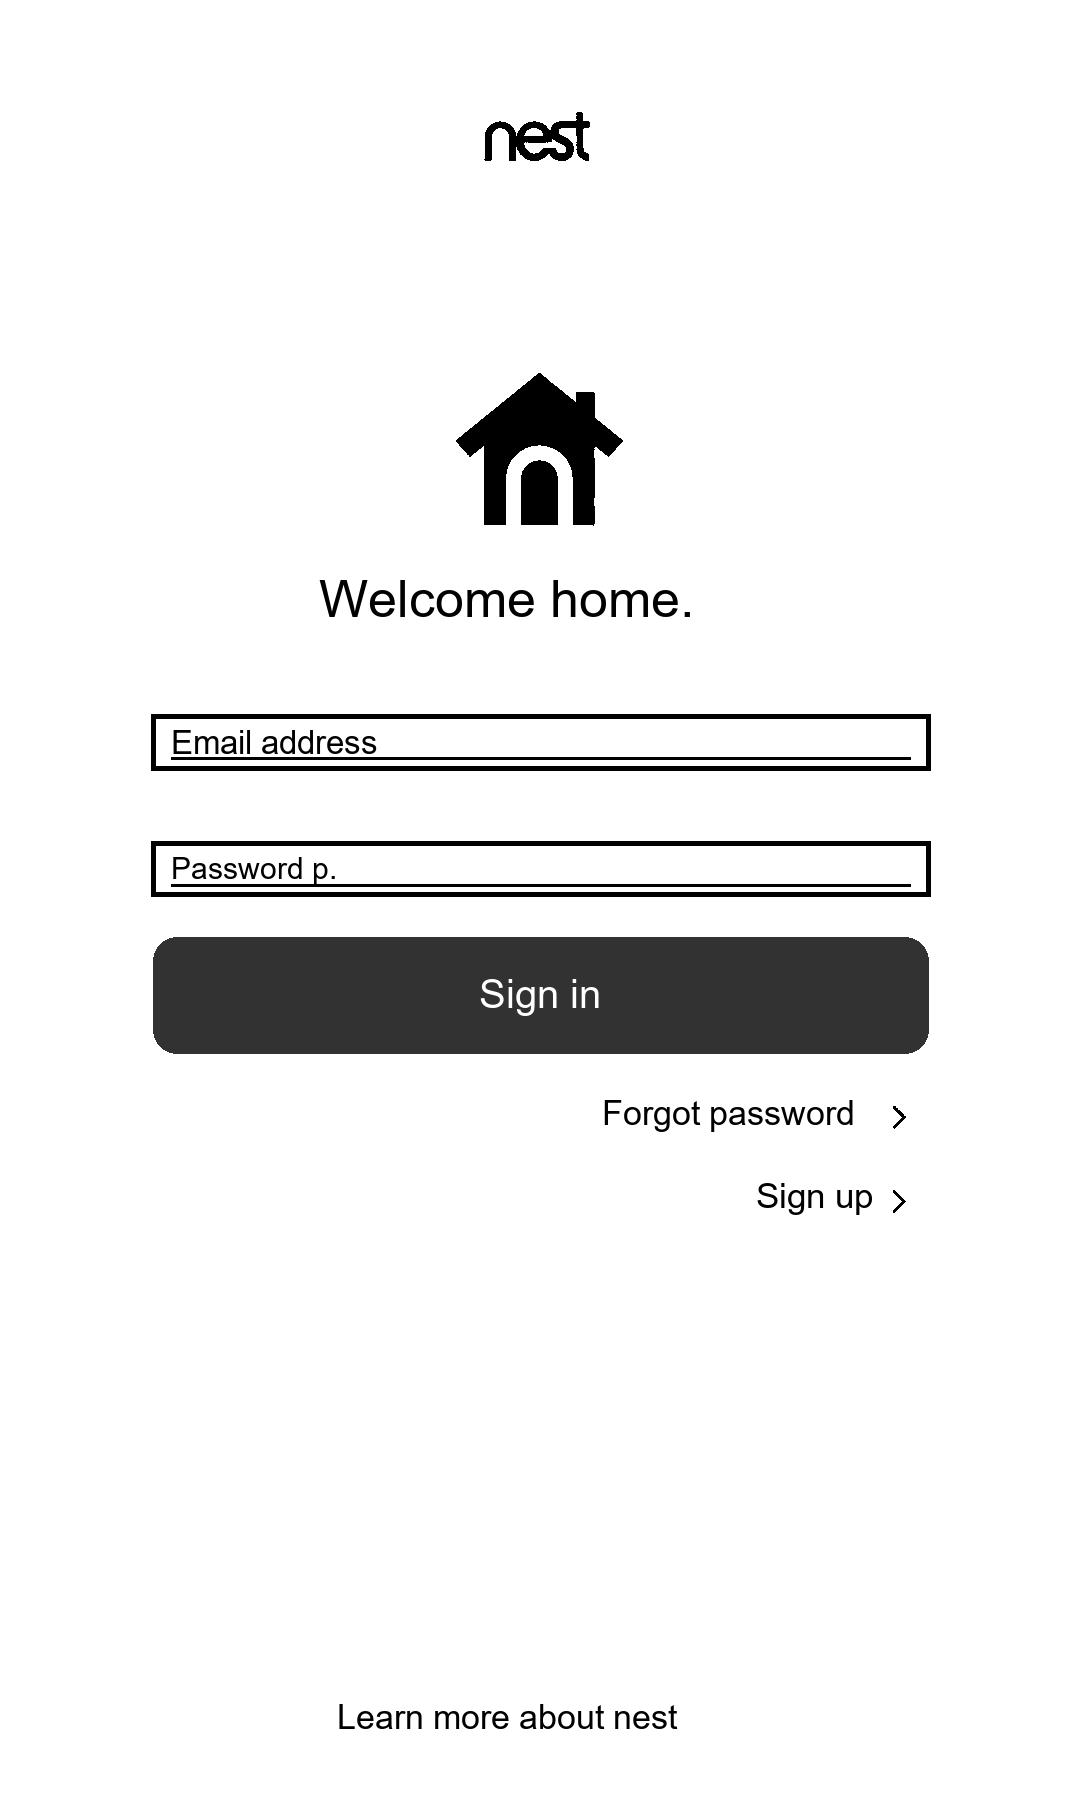 nest
Welcome home.
Email address
Password p.
Sign in
Forgot password
Sign up
Learn more about nest